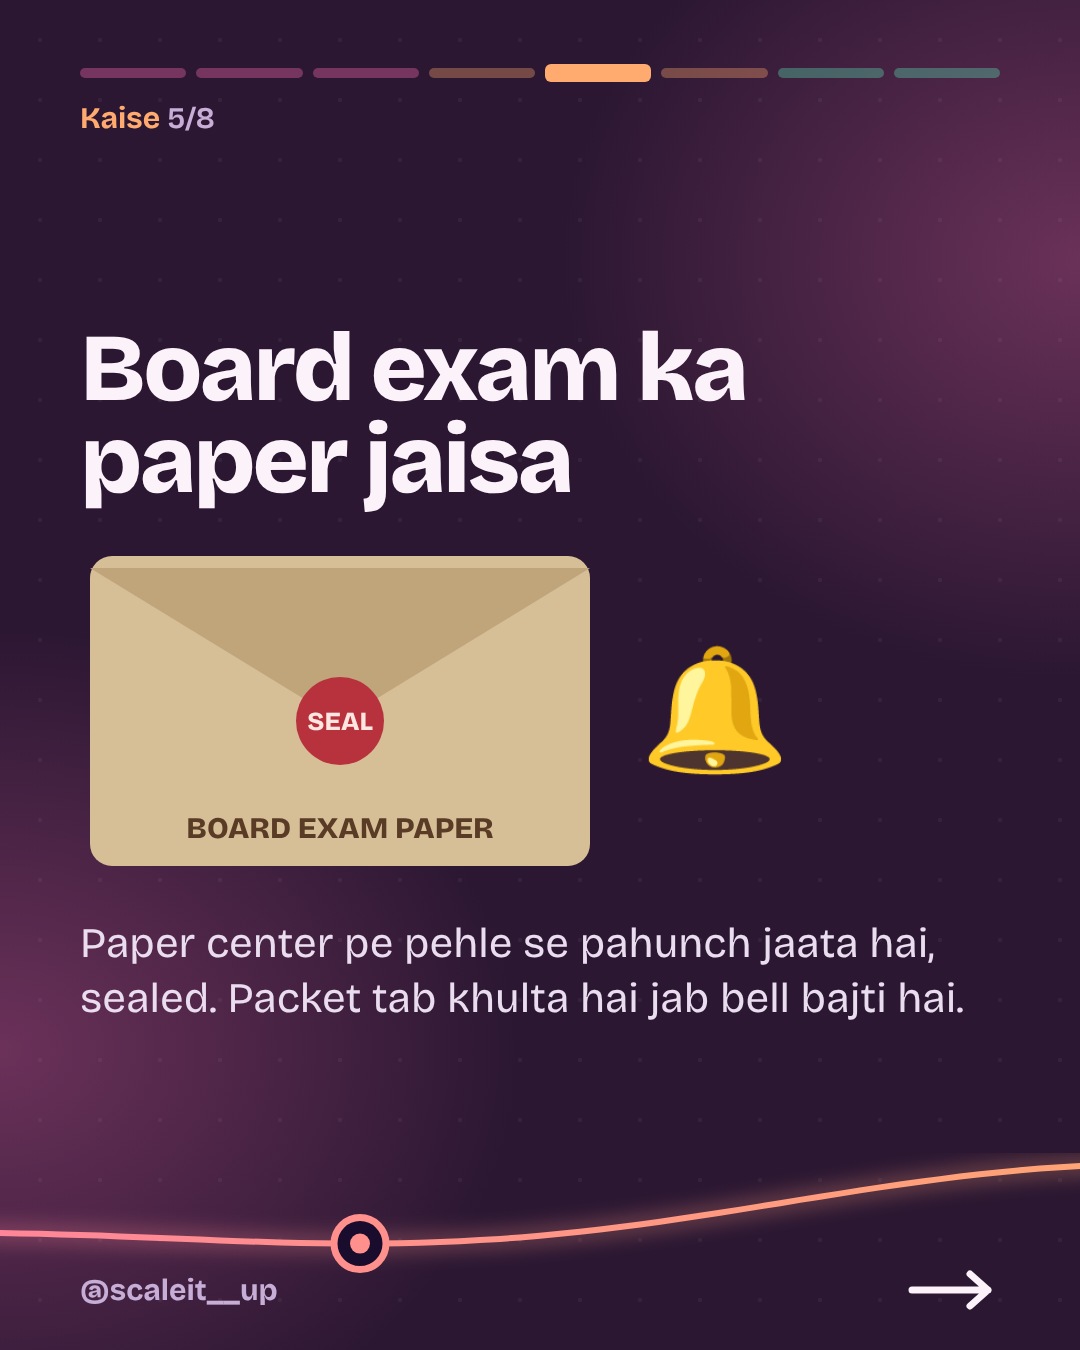 Kaise 5/8
Board exam ka
paper jaisa
SEAL
BOARD EXAM PAPER
Paper center pe pehle se pahunch jaata hai,
sealed. Packet tab khulta hai jab bell bajti hai.
@scaleit__up